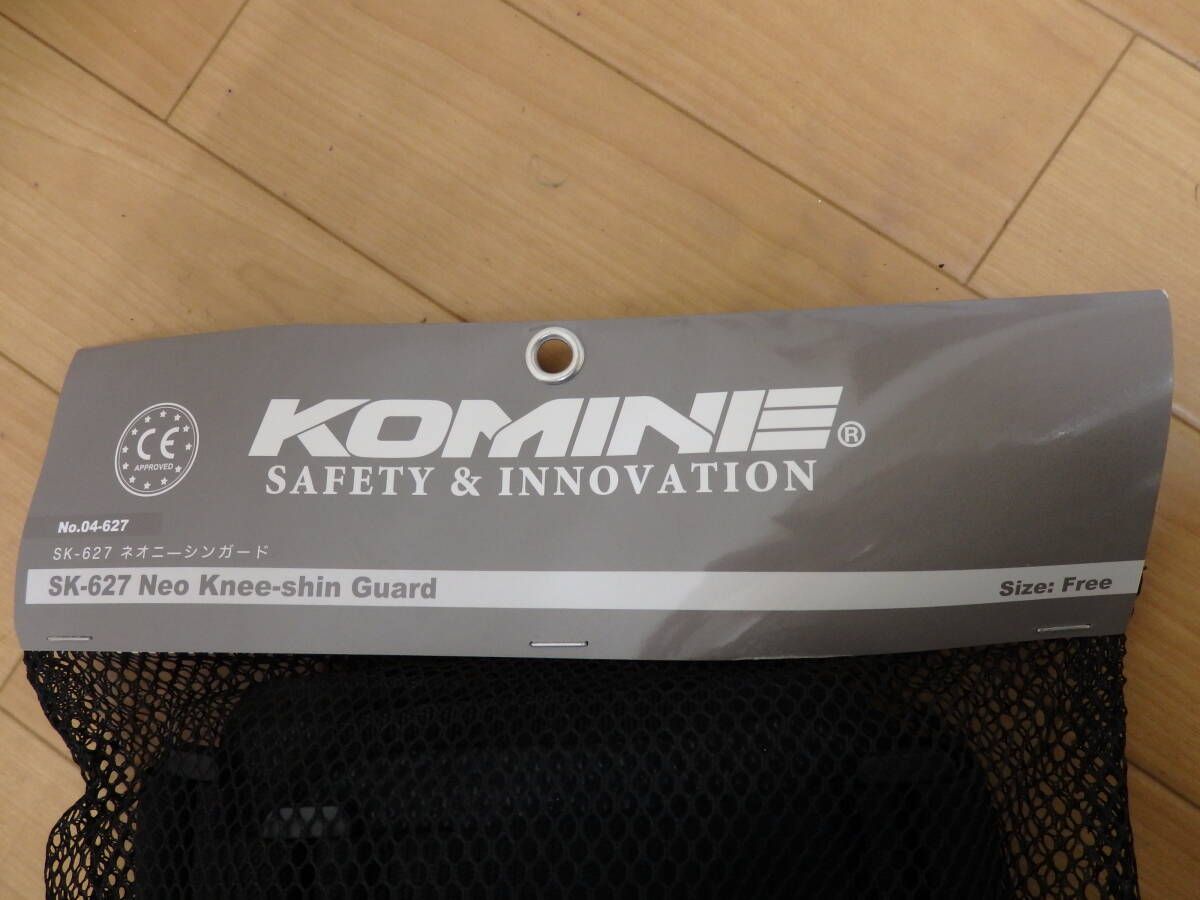 KOMINE®
SAFETY & INNOVATION
CE
APPROVED
No.04-627
SK-627 ネオニーシンガード
SK-627 Neo Knee-shin Guard
Size: Free